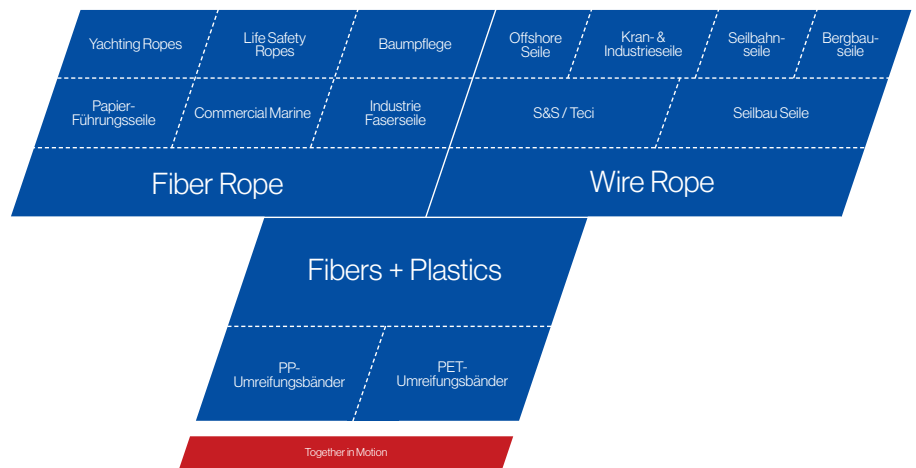 Yachting Ropes
Life Safety
Ropes
Baumpflege
Offshore
Seile
Kran- &
Industrieseile
Seilbahn-
seile
Bergbau-
seile
Papier-
Führungsseile
Commercial Marine
Industrie
Faserseile
S&S / Teci
Seilbau Seile
Fiber Rope
Wire Rope
Fibers + Plastics
PP-
Umreifungsbänder
PET-
Umreifungsbänder
Together in Motion